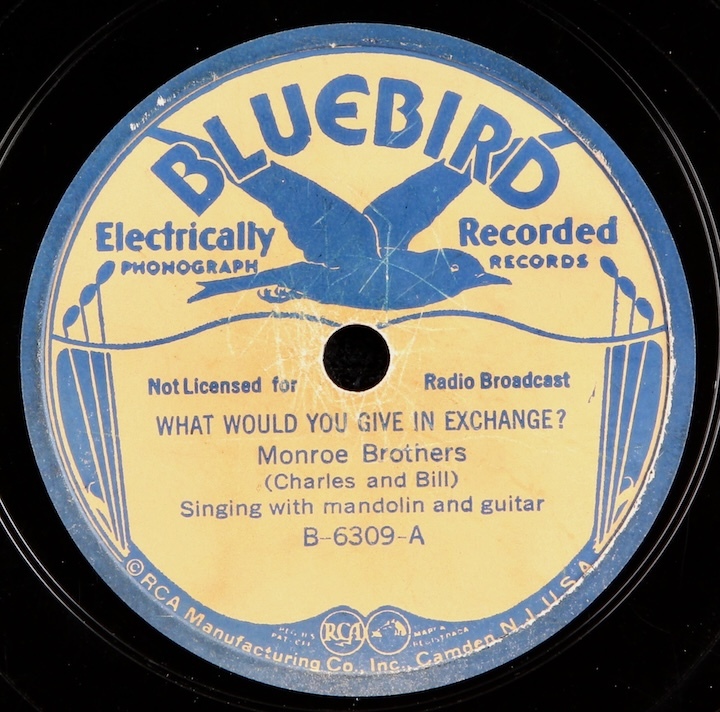 BLUEBIRD
Electrically Recorded
PHONOGRAPH RECORDS
Not Licensed for Radio Broadcast
WHAT WOULD YOU GIVE IN EXCHANGE?
Monroe Brothers
(Charles and Bill)
Singing with mandolin and guitar
B-6309-A
RCA
©RCA Manufacturing Co., Inc., Camden, N.J., U.S.A.